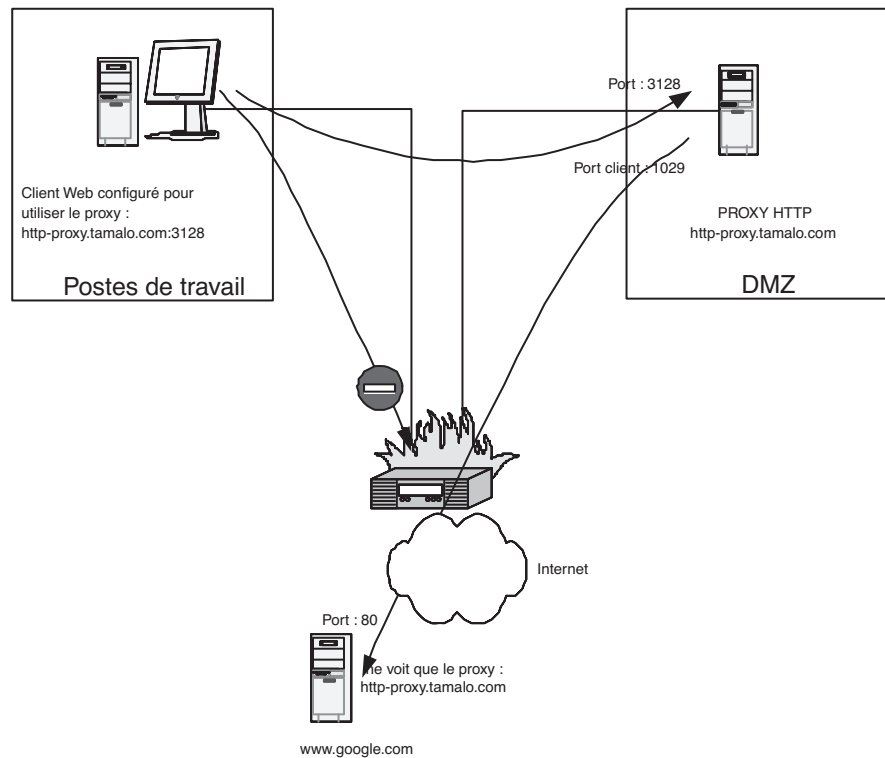 Port : 3128
Port client : 1029
Client Web configuré pour
utiliser le proxy :
http-proxy.tamalo.com:3128
Postes de travail
PROXY HTTP
http-proxy.tamalo.com
DMZ
Internet
Port : 80
ne voit que le proxy :
http-proxy.tamalo.com
www.google.com